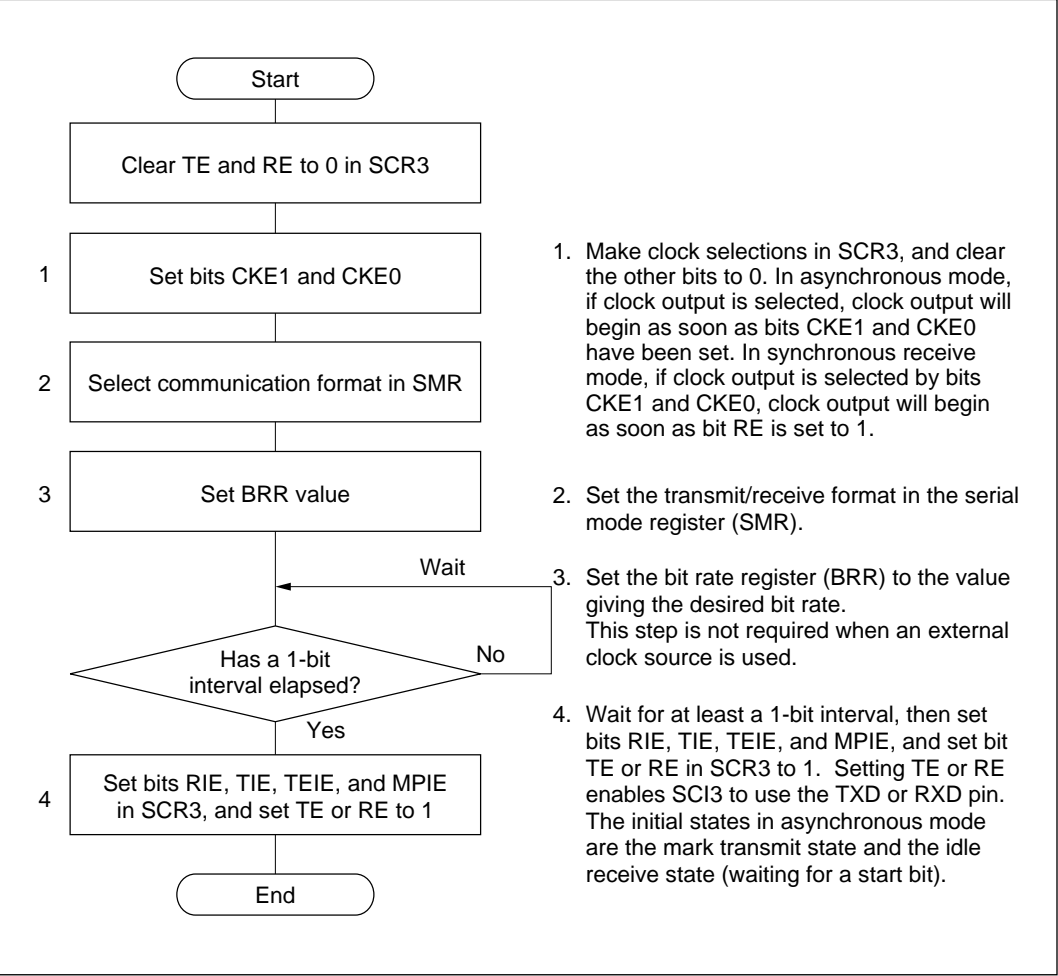 Start
Clear TE and RE to 0 in SCR3
1
Set bits CKE1 and CKE0
2
Select communication format in SMR
3
Set BRR value
Wait
Has a 1-bit
interval elapsed?
No
Yes
4
Set bits RIE, TIE, TEIE, and MPIE
in SCR3, and set TE or RE to 1
End
1. Make clock selections in SCR3, and clear
the other bits to 0. In asynchronous mode,
if clock output is selected, clock output will
begin as soon as bits CKE1 and CKE0
have been set. In synchronous receive
mode, if clock output is selected by bits
CKE1 and CKE0, clock output will begin
as soon as bit RE is set to 1.
2. Set the transmit/receive format in the serial
mode register (SMR).
3. Set the bit rate register (BRR) to the value
giving the desired bit rate.
This step is not required when an external
clock source is used.
4. Wait for at least a 1-bit interval, then set
bits RIE, TIE, TEIE, and MPIE, and set bit
TE or RE in SCR3 to 1. Setting TE or RE
enables SCI3 to use the TXD or RXD pin.
The initial states in asynchronous mode
are the mark transmit state and the idle
receive state (waiting for a start bit).